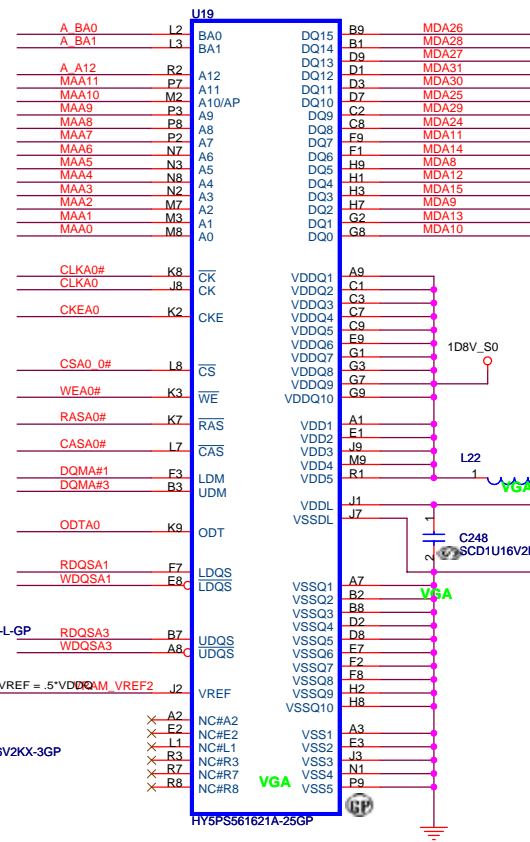 U19
A_BA0 L2 BA0 DQ15 B9 MDA26
A_BA1 L3 BA1 DQ14 B1 MDA28
DQ13 D9 MDA27
A_A12 R2 A12 DQ12 D1 MDA31
MAA11 P7 A11 DQ11 D3 MDA30
MAA10 M2 A10/AP DQ10 D7 MDA25
MAA9 P3 A9 DQ9 C2 MDA29
MAA8 P8 A8 DQ8 C8 MDA24
MAA7 P2 A7 DQ7 F9 MDA11
MAA6 N7 A6 DQ6 F1 MDA14
MAA5 N3 A5 DQ5 H9 MDA8
MAA4 N8 A4 DQ4 H1 MDA12
MAA3 N2 A3 DQ3 H3 MDA15
MAA2 M7 A2 DQ2 H7 MDA9
MAA1 M3 A1 DQ1 G2 MDA13
MAA0 M8 A0 DQ0 G8 MDA10
CLKA0# K8 CK VDDQ1 A9
CLKA0 J8 CK VDDQ2 C1
VDDQ3 C3
CKEA0 K2 CKE VDDQ4 C7
VDDQ5 C9
VDDQ6 E9
VDDQ7 G1
1D8V_S0
CSA0_0# L8 CS VDDQ8 G3
VDDQ9 G7
WEA0# K3 WE VDDQ10 G9
RASA0# K7 RAS VDD1 A1
VDD2 E1
CASA0# L7 CAS VDD3 J9
VDD4 M9
L22
DQMA#1 F3 LDM VDD5 R1 1
VGA
DQMA#3 B3 UDM
VDDL J1
VSSDL J7 1
ODTA0 K9 ODT
C248
2 SCD1U16V2
RDQSA1 F7 LDQS
WDQSA1 E8 LDQS VSSQ1 A7
VGA
VSSQ2 B2
VSSQ3 B8
VSSQ4 D2
-L-GP
RDQSA3 B7 UDQS VSSQ5 D8
WDQSA3 A8 UDQS VSSQ6 E7
VSSQ7 F2
VSSQ8 F8
VREF = .5*VDDQ VRAM_VREF2 J2 VREF VSSQ9 H2
VSSQ10 H8
A2 NC#A2
E2 NC#E2 VSS1 A3
L1 NC#L1 VSS2 E3
6V2KX-3GP
R3 NC#R3 VSS3 J3
R7 NC#R7 VSS4 N1
R8 NC#R8 VGA VSS5 P9
GP
HY5PS561621A-25GP